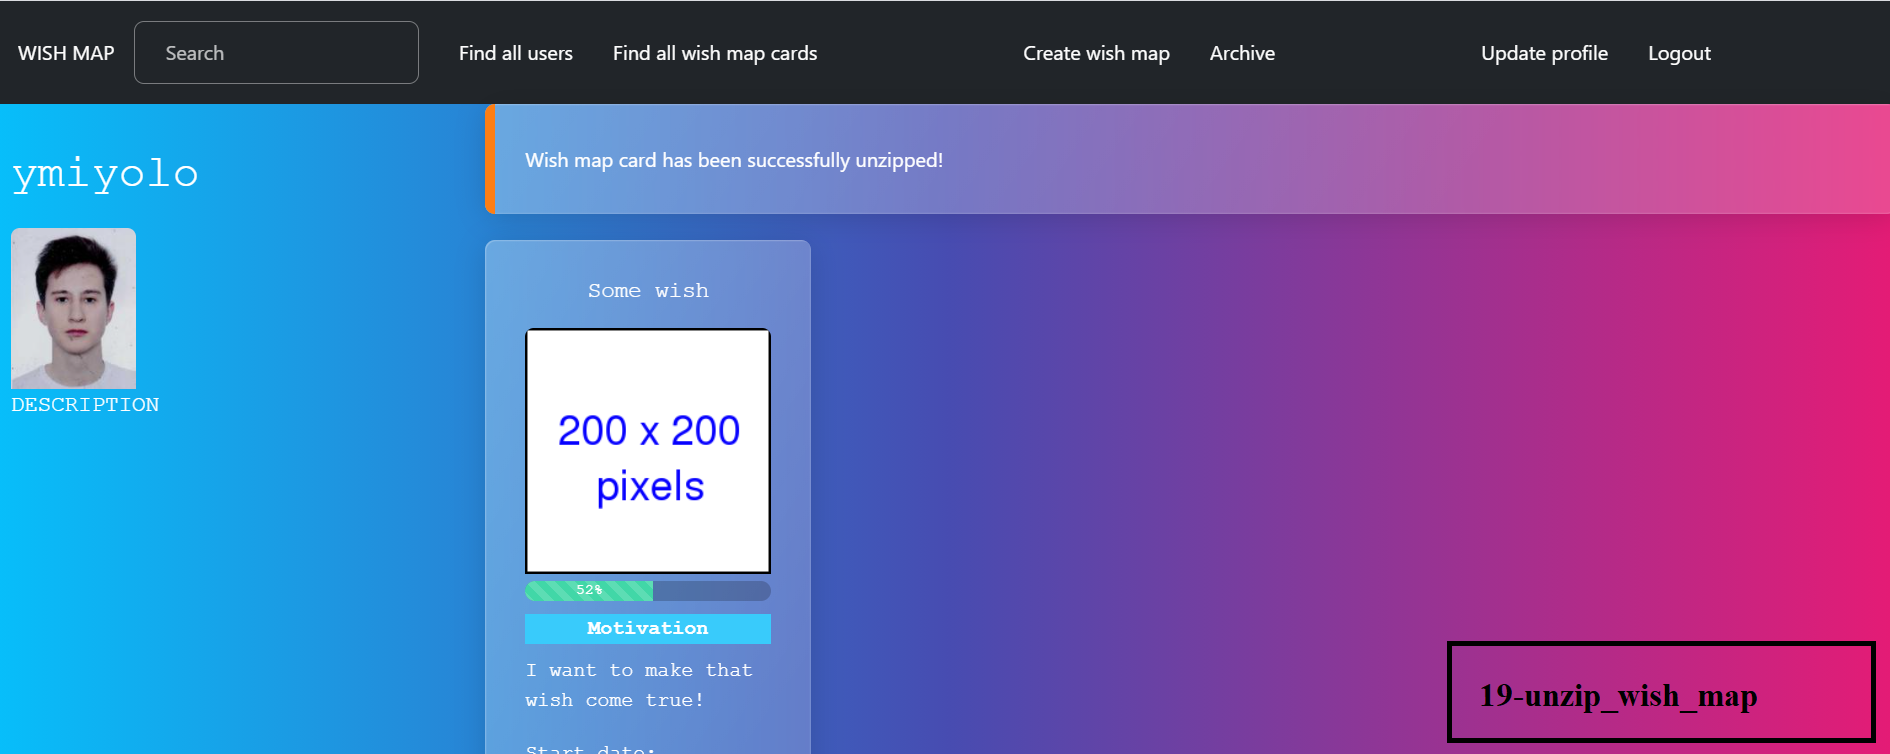 WISH MAP Search Find all users Find all wish map cards Create wish map Archive Update profile Logout
ymiyolo
DESCRIPTION
Wish map card has been successfully unzipped!
Some wish
200 x 200
pixels
52%
Motivation
I want to make that
wish come true!
Start date:
19-unzip_wish_map